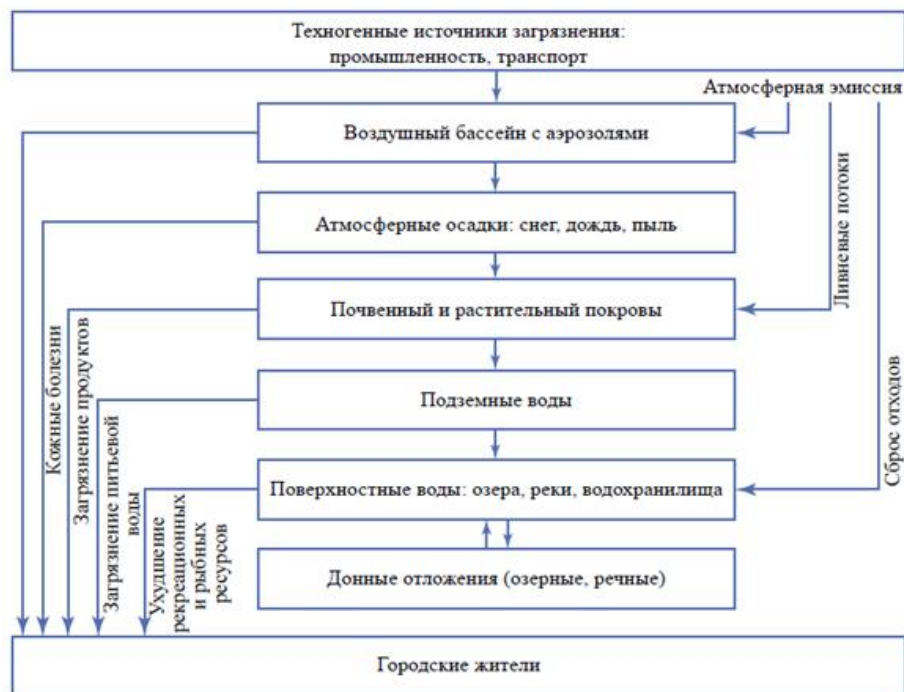 Техногенные источники загрязнения:
промышленность, транспорт
Атмосферная эмиссия
Воздушный бассейн с аэрозолями
Атмосферные осадки: снег, дождь, пыль
Ливневые потоки
Почвенный и растительный покровы
Подземные воды
Сброс отходов
Поверхностные воды: озера, реки, водохранилища
Донные отложения (озерные, речные)
Кожные болезни
Загрязнение продуктов
Загрязнение питьевой
воды
Ухудшение
рекреационных
и рыбных
ресурсов
Городские жители